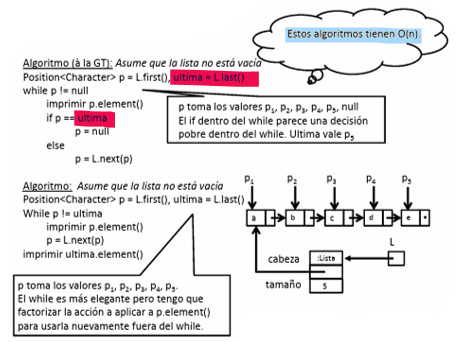 Estos algoritmos tienen O(n).
Algoritmo (à la GT): Asume que la lista no está vacía
Position<Character> p = L.first(), ultima = L.last()
while p != null
imprimir p.element()
if p == ultima
p = null
else
p = L.next(p)
p toma los valores p1, p2, p3, p4, p5, null
El if dentro del while parece una decisión
pobre dentro del while. Ultima vale p5
Algoritmo: Asume que la lista no está vacía
Position<Character> p = L.first(), ultima = L.last()
While p != ultima
imprimir p.element()
p = L.next(p)
imprimir ultima.element()
p toma los valores p1, p2, p3, p4, p5.
El while es más elegante pero tengo que
factorizar la acción a aplicar a p.element()
para usarla nuevamente fuera del while.
p1 p2 p3 p4 p5
a b c d e
cabeza :Lista L
tamaño 5